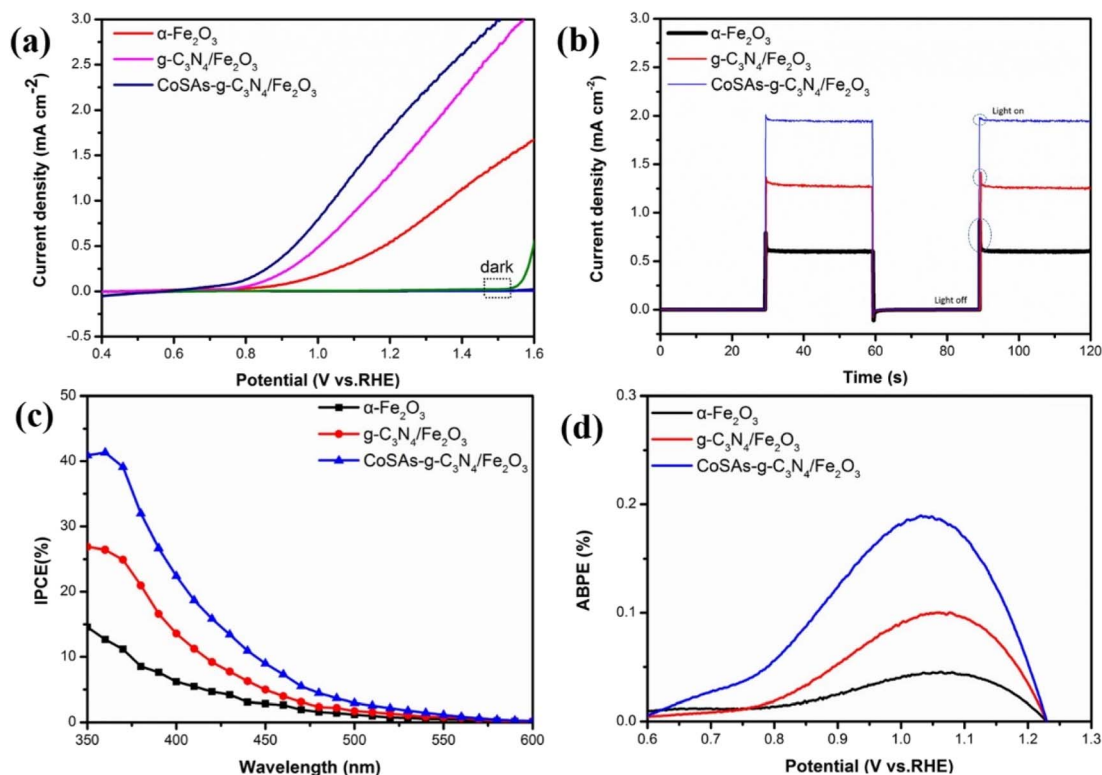 (a)
α-Fe₂O₃
g-C₃N₄/Fe₂O₃
CoSAs-g-C₃N₄/Fe₂O₃
dark
3.0
2.5
2.0
1.5
1.0
0.5
0.0
-0.5
0.4 0.6 0.8 1.0 1.2 1.4 1.6
Current density (mA cm⁻²)
Potential (V vs.RHE)
(b)
α-Fe₂O₃
g-C₃N₄/Fe₂O₃
CoSAs-g-C₃N₄/Fe₂O₃
Light on
Light off
3.0
2.5
2.0
1.5
1.0
0.5
0.0
0 20 40 60 80 100 120
Current density (mA cm⁻²)
Time (s)
(c)
α-Fe₂O₃
g-C₃N₄/Fe₂O₃
CoSAs-g-C₃N₄/Fe₂O₃
50
40
30
20
10
0
350 400 450 500 550 600
IPCE(%)
Wavelength (nm)
(d)
α-Fe₂O₃
g-C₃N₄/Fe₂O₃
CoSAs-g-C₃N₄/Fe₂O₃
0.3
0.2
0.1
0.0
0.6 0.7 0.8 0.9 1.0 1.1 1.2 1.3
ABPE (%)
Potential (V vs.RHE)